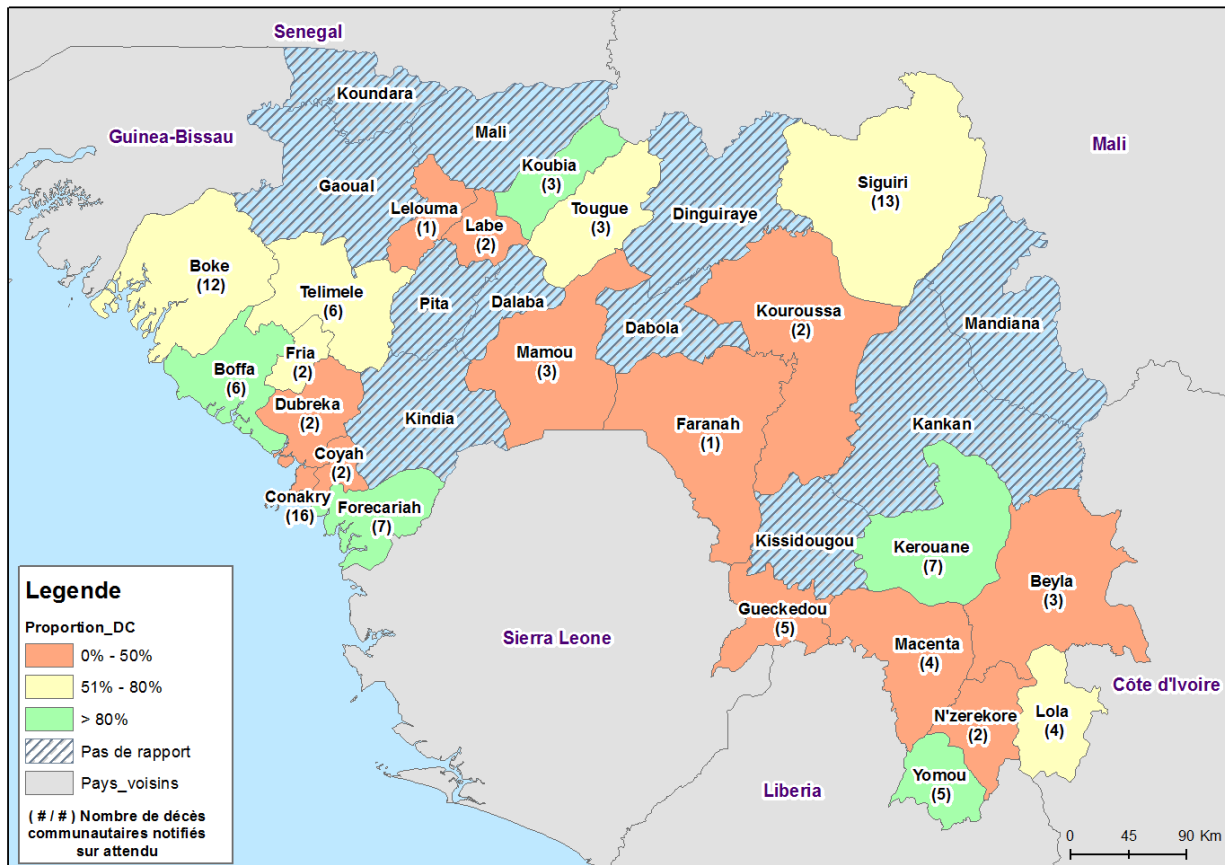 Senegal
Koundara
Guinea-Bissau
Mali
Mali
Koubia
(3)
Gaoual
Siguiri
(13)
Lelouma
(1)
Labe
(2)
Tougue
(3)
Dinguiraye
Boke
(12)
Telimele
(6)
Pita
Dalaba
Kouroussa
(2)
Mandiana
Dabola
Boffa
(6)
Fria
(2)
Mamou
(3)
Dubreka
(2)
Kindia
Faranah
(1)
Kankan
Coyah
(2)
Conakry
(16)
Forecariah
(7)
Kissidougou
Kerouane
(7)
Beyla
(3)
Gueckedou
(5)
Sierra Leone
Macenta
(4)
Côte d'Ivoire
N'zerekore
(2)
Lola
(4)
Yomou
(5)
Liberia
Legende
Proportion_DC
0% - 50%
51% - 80%
> 80%
Pas de rapport
Pays_voisins
( # / # ) Nombre de décès
communautaires notifiés
sur attendu
0 45 90 Km